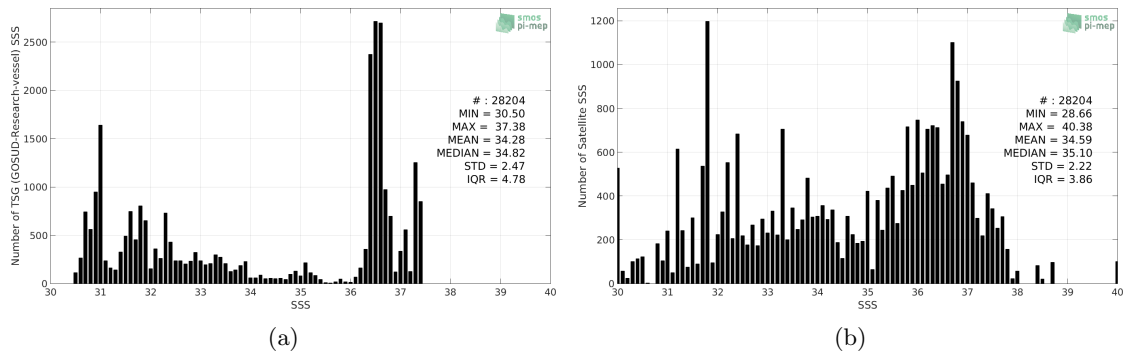 smos
pi-mep
Number of TSG (GOSUD-Research-vessel) SSS
2500
2000
1500
1000
500
0
# : 28204
MIN = 30.50
MAX = 37.38
MEAN = 34.28
MEDIAN = 34.82
STD = 2.47
IQR = 4.78
30 31 32 33 34 35 36 37 38 39 40
SSS
(a)
smos
pi-mep
Number of Satellite SSS
1200
1000
800
600
400
200
0
# : 28204
MIN = 28.66
MAX = 40.38
MEAN = 34.59
MEDIAN = 35.10
STD = 2.22
IQR = 3.86
30 31 32 33 34 35 36 37 38 39 40
SSS
(b)